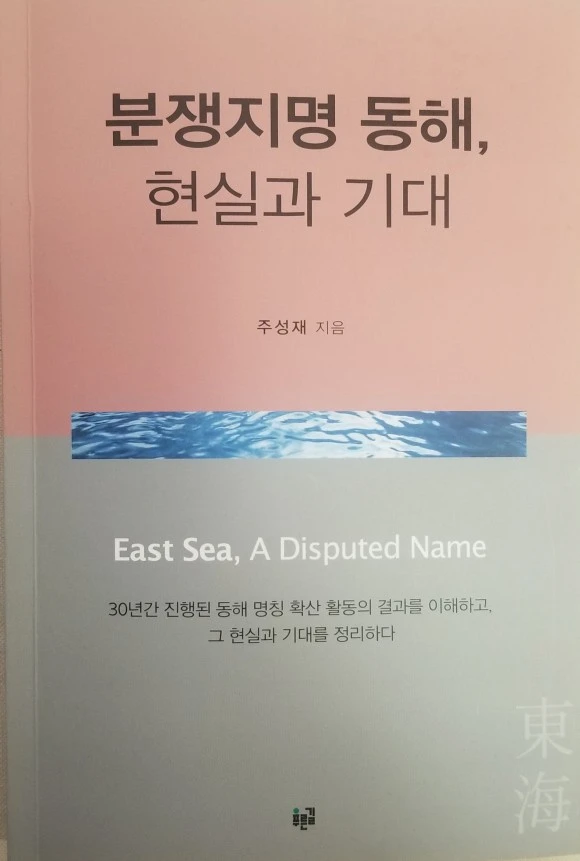 분쟁지명 동해,
현실과 기대
주성재 지음
East Sea, A Disputed Name
30년간 진행된 동해 명칭 확산 활동의 결과를 이해하고,
그 현실과 기대를 정리하다
東
海
푸른길